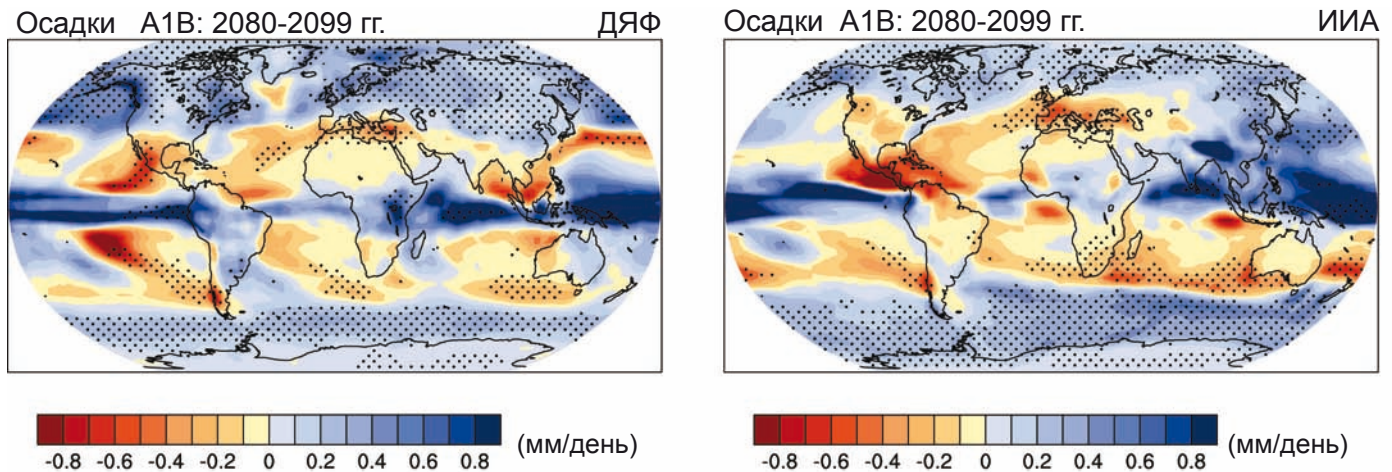 Осадки А1В: 2080-2099 гг. ДЯФ
Осадки А1В: 2080-2099 гг. ИИА
-0.8 -0.6 -0.4 -0.2 0 0.2 0.4 0.6 0.8 (мм/день)
-0.8 -0.6 -0.4 -0.2 0 0.2 0.4 0.6 0.8 (мм/день)